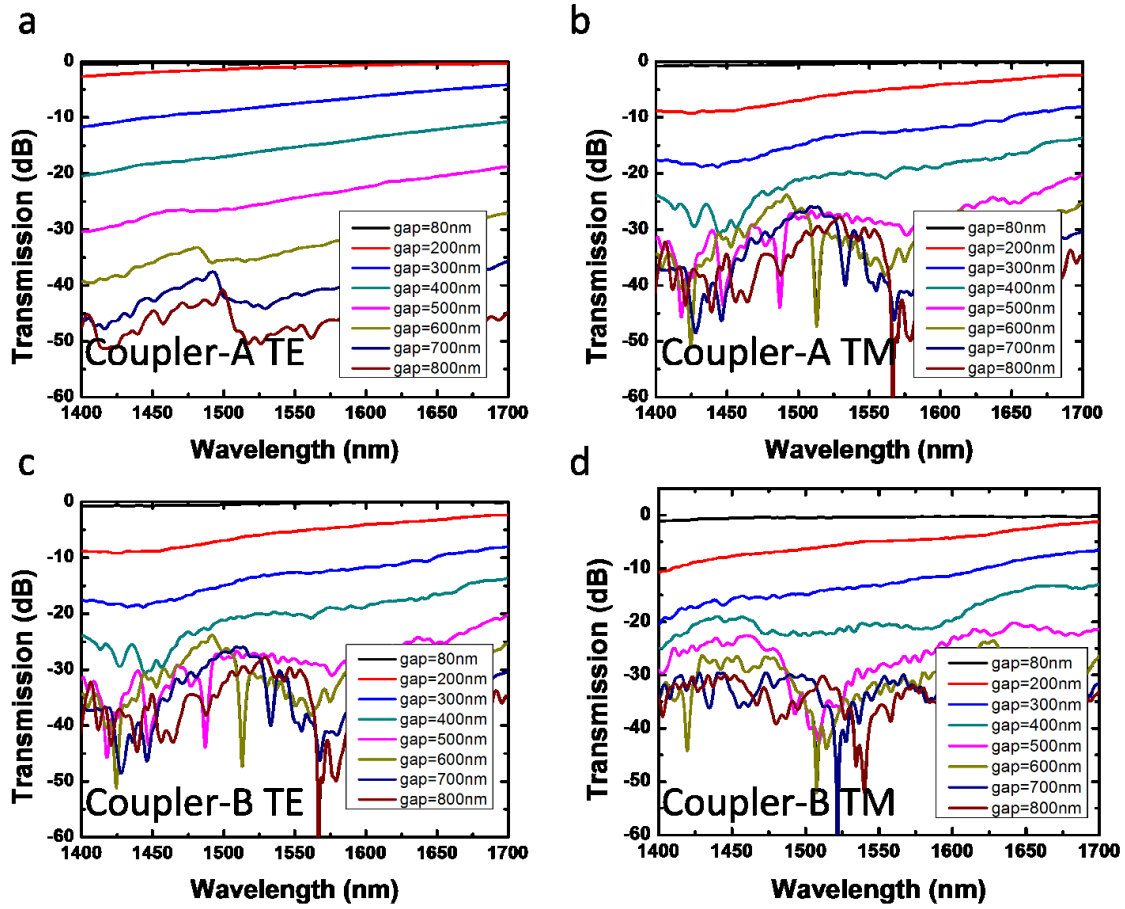 a
b
0
-10
-20
-30
-40
-50
-60
Transmission (dB)
gap=80nm
gap=200nm
gap=300nm
gap=400nm
gap=500nm
gap=600nm
gap=700nm
gap=800nm
Coupler-A TE
1400 1450 1500 1550 1600 1650 1700
Wavelength (nm)
0
-10
-20
-30
-40
-50
-60
Transmission (dB)
gap=80nm
gap=200nm
gap=300nm
gap=400nm
gap=500nm
gap=600nm
gap=700nm
gap=800nm
Coupler-A TM
1400 1450 1500 1550 1600 1650 1700
Wavelength (nm)
c
d
0
-10
-20
-30
-40
-50
-60
Transmission (dB)
gap=80nm
gap=200nm
gap=300nm
gap=400nm
gap=500nm
gap=600nm
gap=700nm
gap=800nm
Coupler-B TE
1400 1450 1500 1550 1600 1650 1700
Wavelength (nm)
0
-10
-20
-30
-40
-50
-60
Transmission (dB)
gap=80nm
gap=200nm
gap=300nm
gap=400nm
gap=500nm
gap=600nm
gap=700nm
gap=800nm
Coupler-B TM
1400 1450 1500 1550 1600 1650 1700
Wavelength (nm)